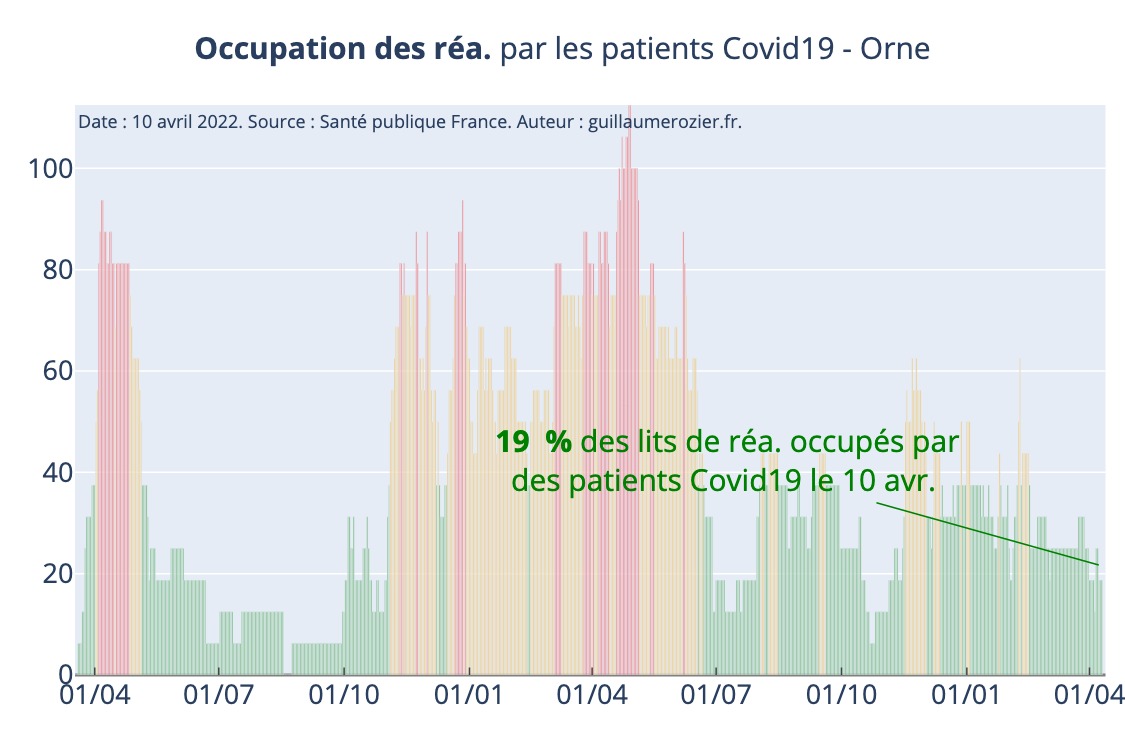 Occupation des réa. par les patients Covid19 - Orne
Date : 10 avril 2022. Source : Santé publique France. Auteur : guillaumerozier.fr.
100
80
60
40
20
0
19 % des lits de réa. occupés par
des patients Covid19 le 10 avr.
01/04 01/07 01/10 01/01 01/04 01/07 01/10 01/01 01/04